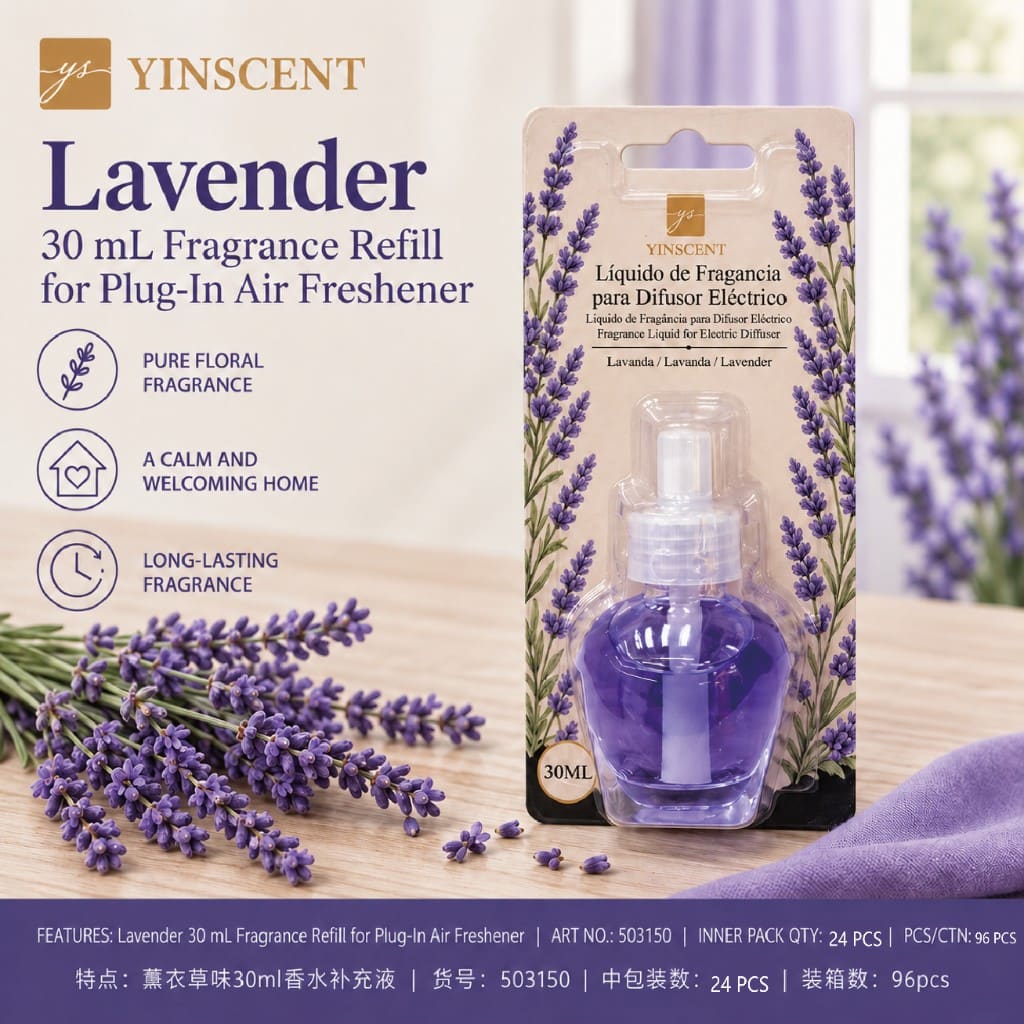 ys YINSCENT
Lavender
30 mL Fragrance Refill
for Plug-In Air Freshener
PURE FLORAL
FRAGRANCE
A CALM AND
WELCOMING HOME
LONG-LASTING
FRAGRANCE
ys
YINSCENT
Líquido de Fragancia
para Difusor Eléctrico
Líquido de Fragância para Difusor Eléctrico
Fragrance Liquid for Electric Diffuser
Lavanda / Lavanda / Lavender
30ML
FEATURES: Lavender 30 mL Fragrance Refill for Plug-In Air Freshener | ART NO.: 503150 | INNER PACK QTY: 24 PCS | PCS/CTN: 96 PCS
特点：薰衣草味30ml香水补充液 | 货号：503150 | 中包装数：24 PCS | 装箱数：96pcs